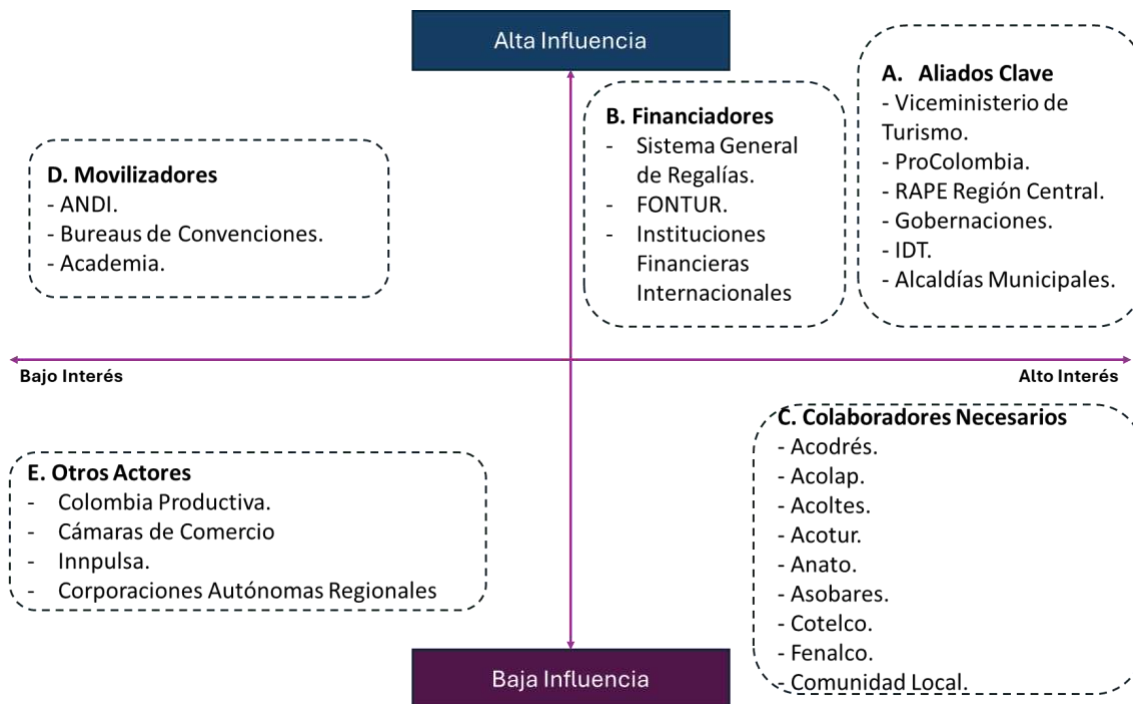 Alta Influencia
A. Aliados Clave
- Viceministerio de
Turismo.
- ProColombia.
- RAPE Región Central.
- Gobernaciones.
- IDT.
- Alcaldías Municipales.
B. Financiadores
- Sistema General
de Regalías.
- FONTUR.
- Instituciones
Financieras
Internacionales
D. Movilizadores
- ANDI.
- Bureaus de Convenciones.
- Academia.
Bajo Interés
Alto Interés
C. Colaboradores Necesarios
- Acodrés.
- Acolap.
- Acoltes.
- Acotur.
- Anato.
- Asobares.
- Cotelco.
- Fenalco.
- Comunidad Local.
E. Otros Actores
- Colombia Productiva.
- Cámaras de Comercio
- Innpulsa.
- Corporaciones Autónomas Regionales
Baja Influencia